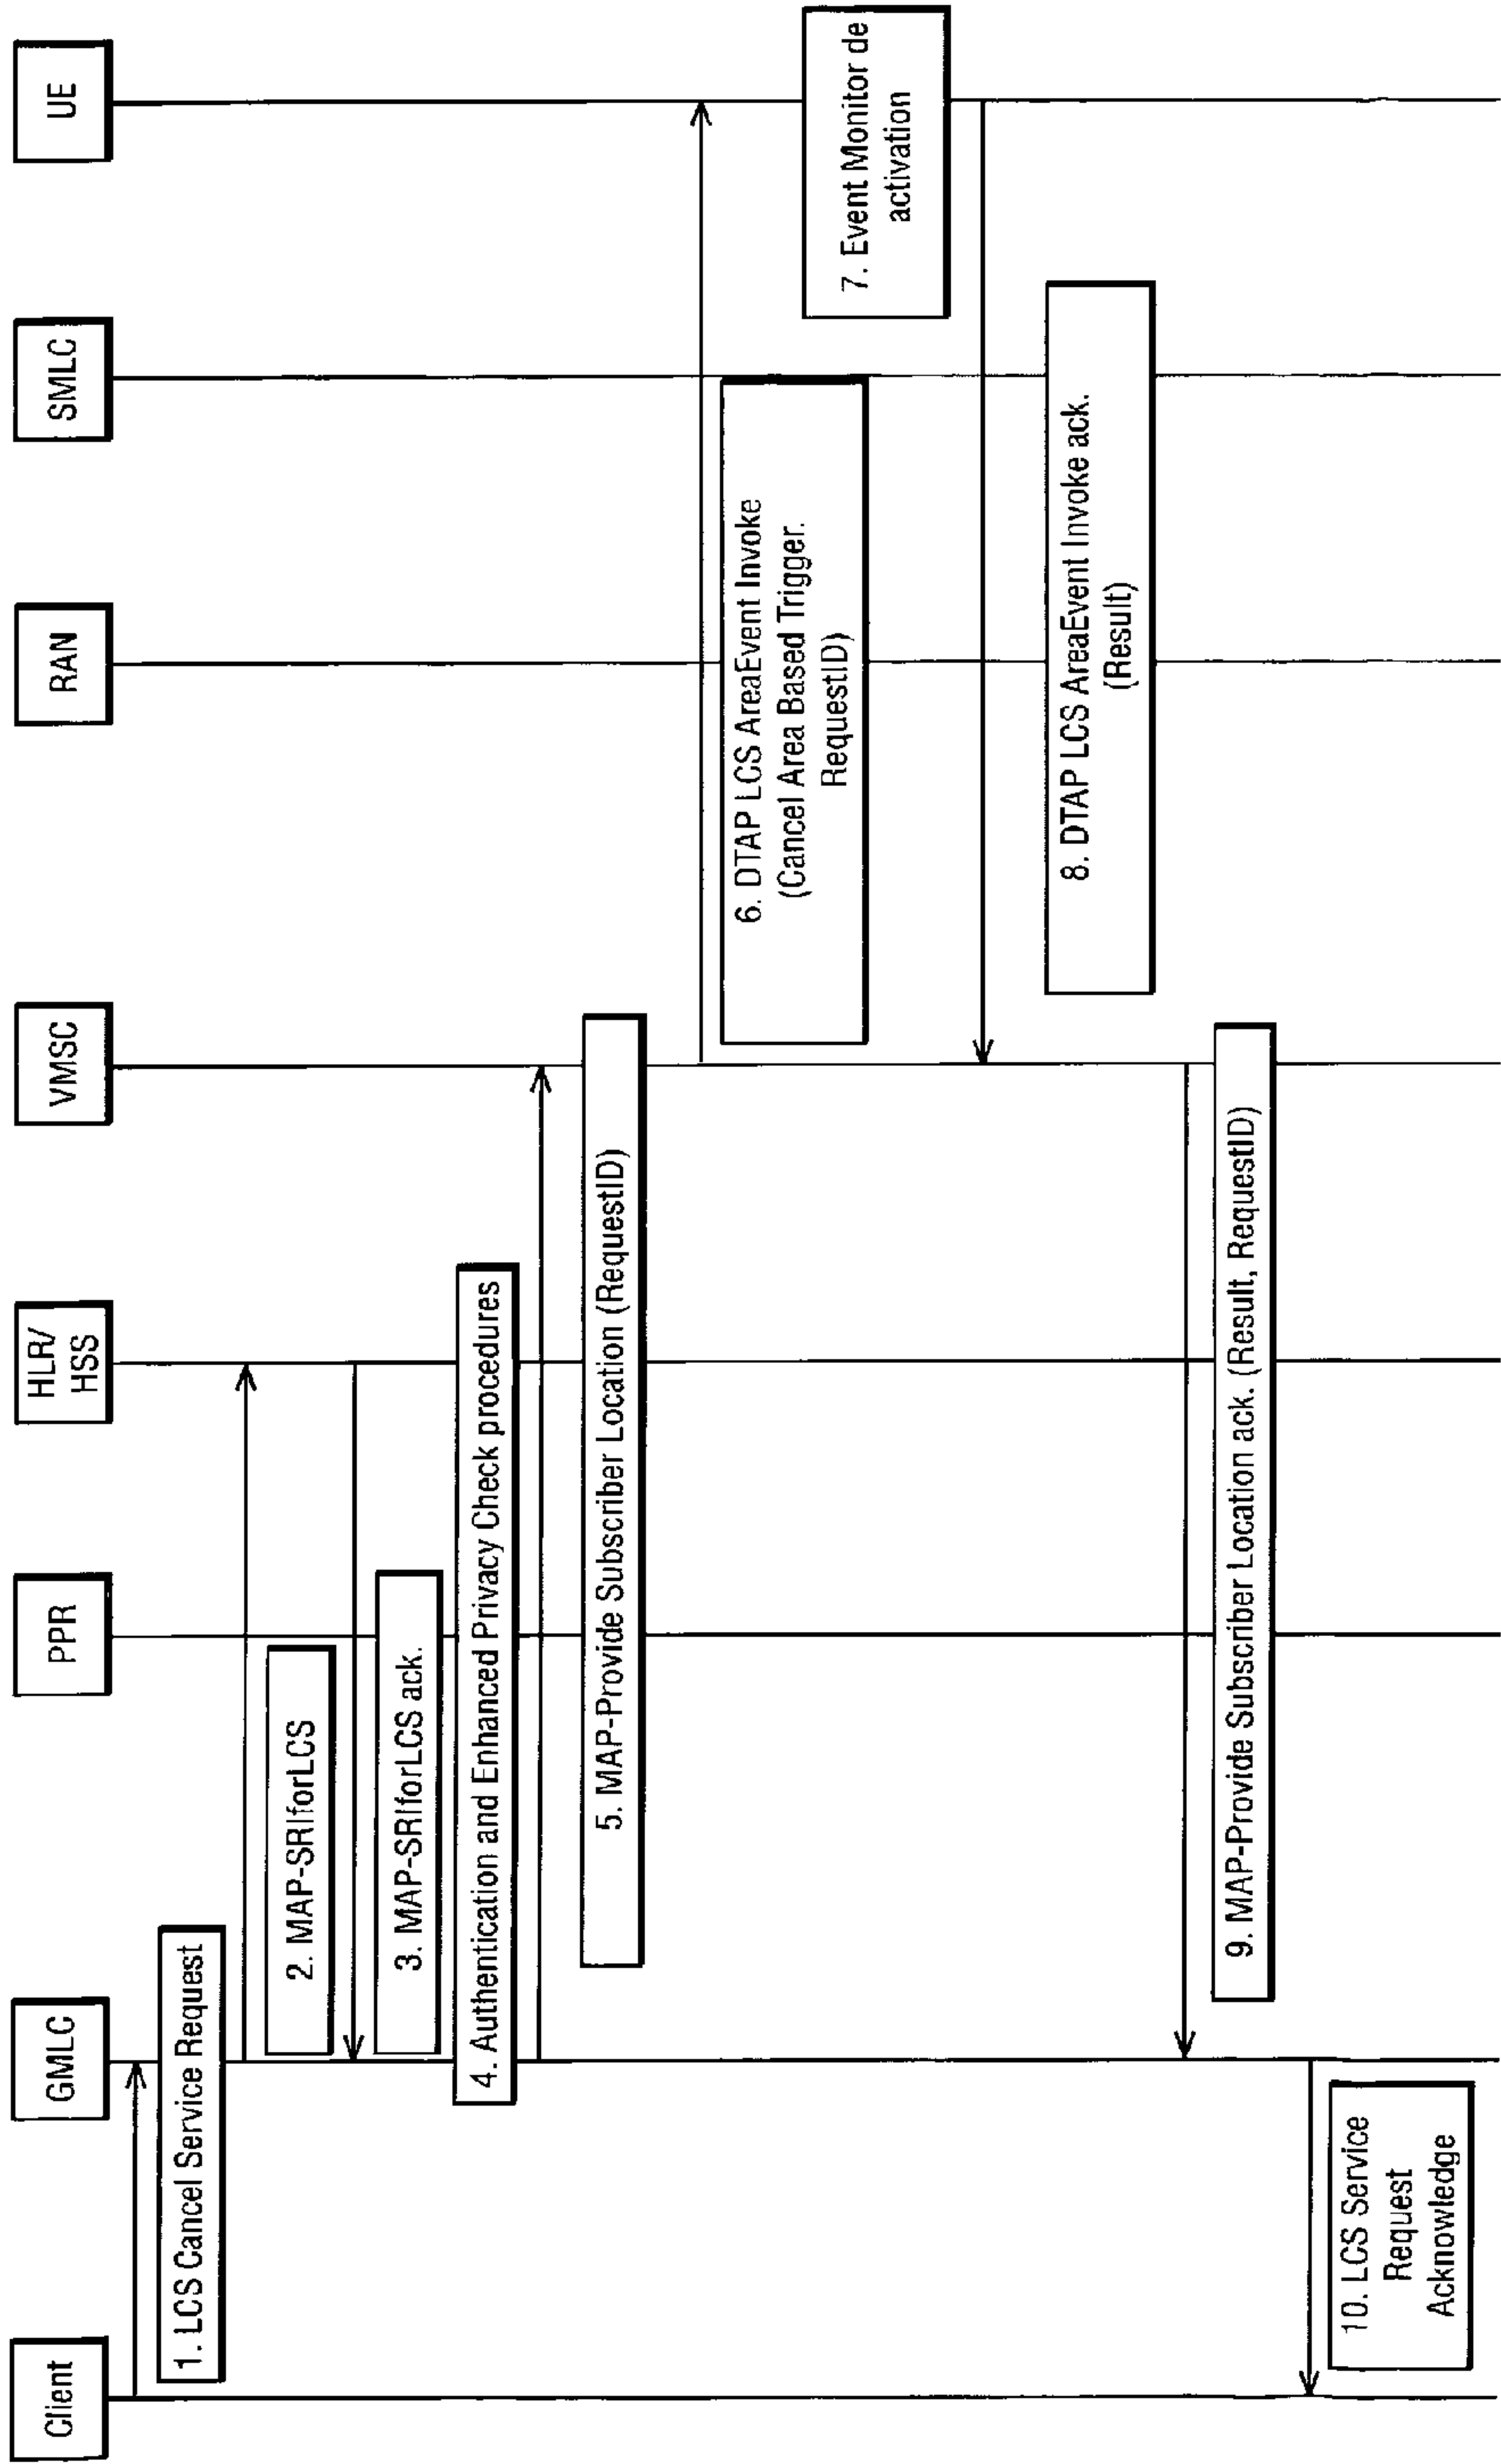 Client
GMLC
PPR
HLR/
HSS
VMSC
RAN
SMLC
UE
1. LCS Cancel Service Request
2. MAP-SRIforLCS
3. MAP-SRIforLCS ack.
4. Authentication and Enhanced Privacy Check procedures
5. MAP-Provide Subscriber Location (RequestID)
6. DTAP LCS AreaEvent Invoke
(Cancel Area Based Trigger.
RequestID)
7. Event Monitor de
activation
8. DTAP LCS AreaEvent Invoke ack.
(Result)
9. MAP-Provide Subscriber Location ack. (Result, RequestID)
10. LCS Service
Request
Acknowledge